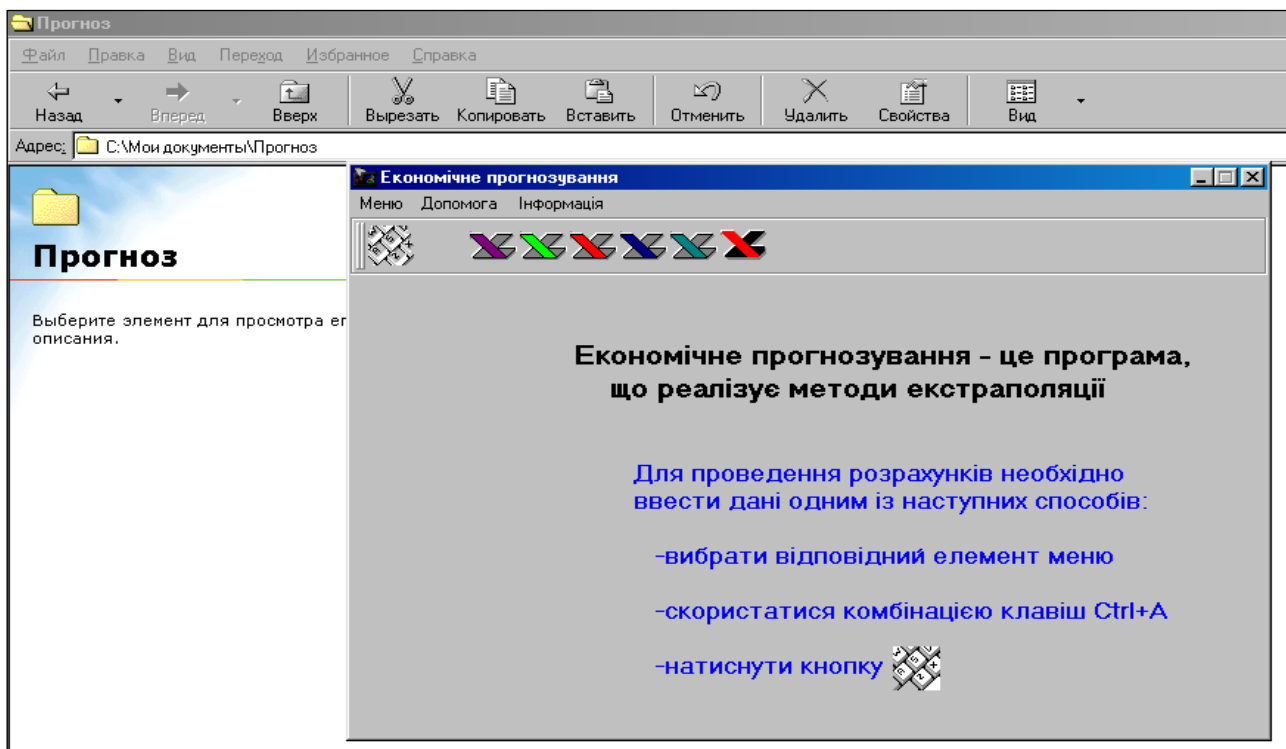 Прогноз
Файл Правка Вид Переход Избранное Справка
Назад Вперед Вверх Вырезать Копировать Вставить Отменить Удалить Свойства Вид
Адрес: C:\Мои документы\Прогноз
Прогноз
Выберите элемент для просмотра ег
описания.
Економічне прогнозування
Меню Допомога Інформація
Економічне прогнозування - це програма,
що реалізує методи екстраполяції
Для проведення розрахунків необхідно
ввести дані одним із наступних способів:
-вибрати відповідний елемент меню
-скористатися комбінацією клавіш Ctrl+A
-натиснути кнопку